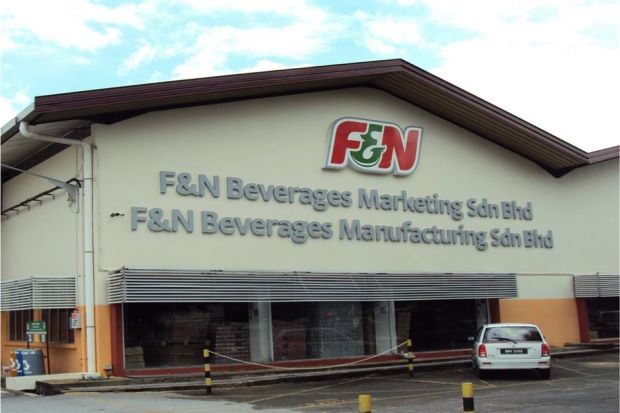 F&N
F&N Beverages Marketing Sdn Bhd
F&N Beverages Manufacturing Sdn Bhd